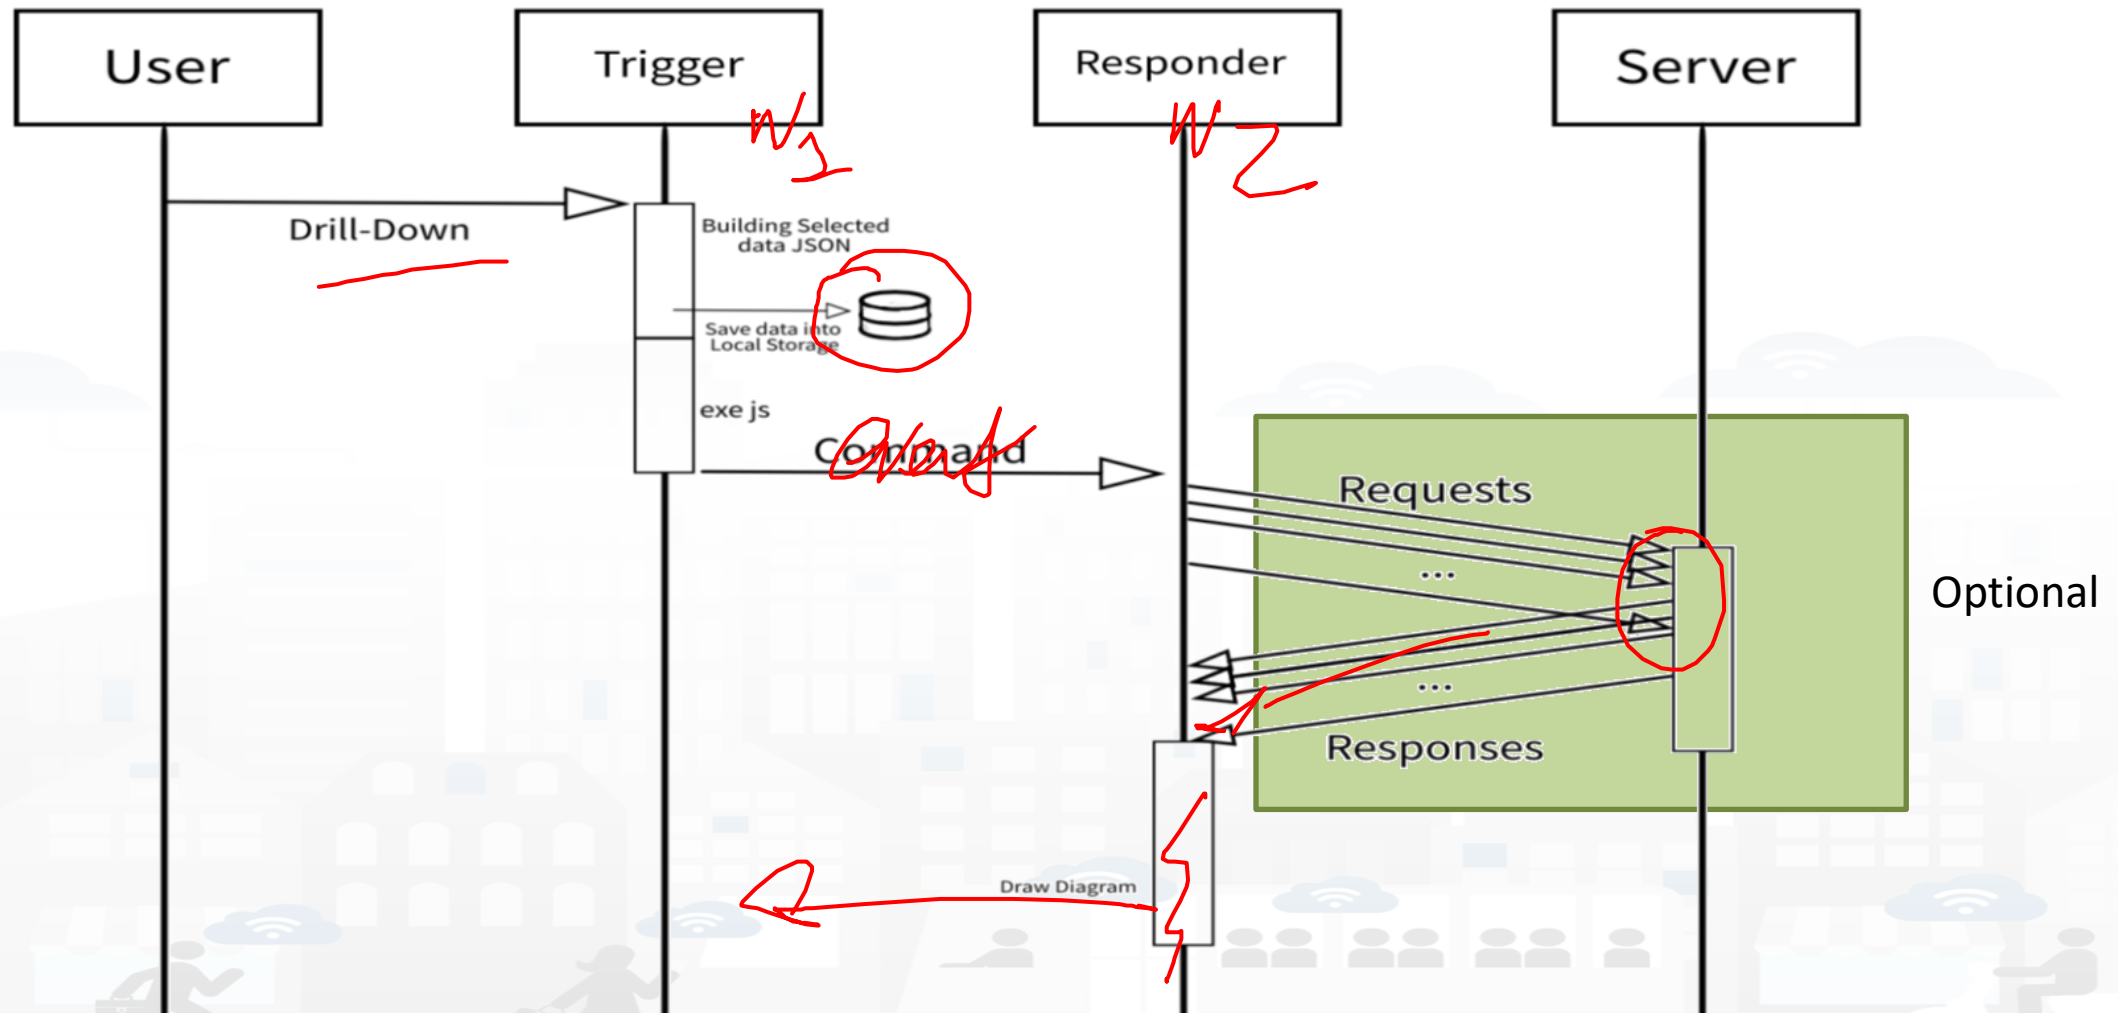 User
Trigger
Responder
Server
W1
W2
Drill-Down
Building Selected
data JSON
Save data into
Local Storage
exe js
Command
Requests
...
Optional
...
Responses
Draw Diagram